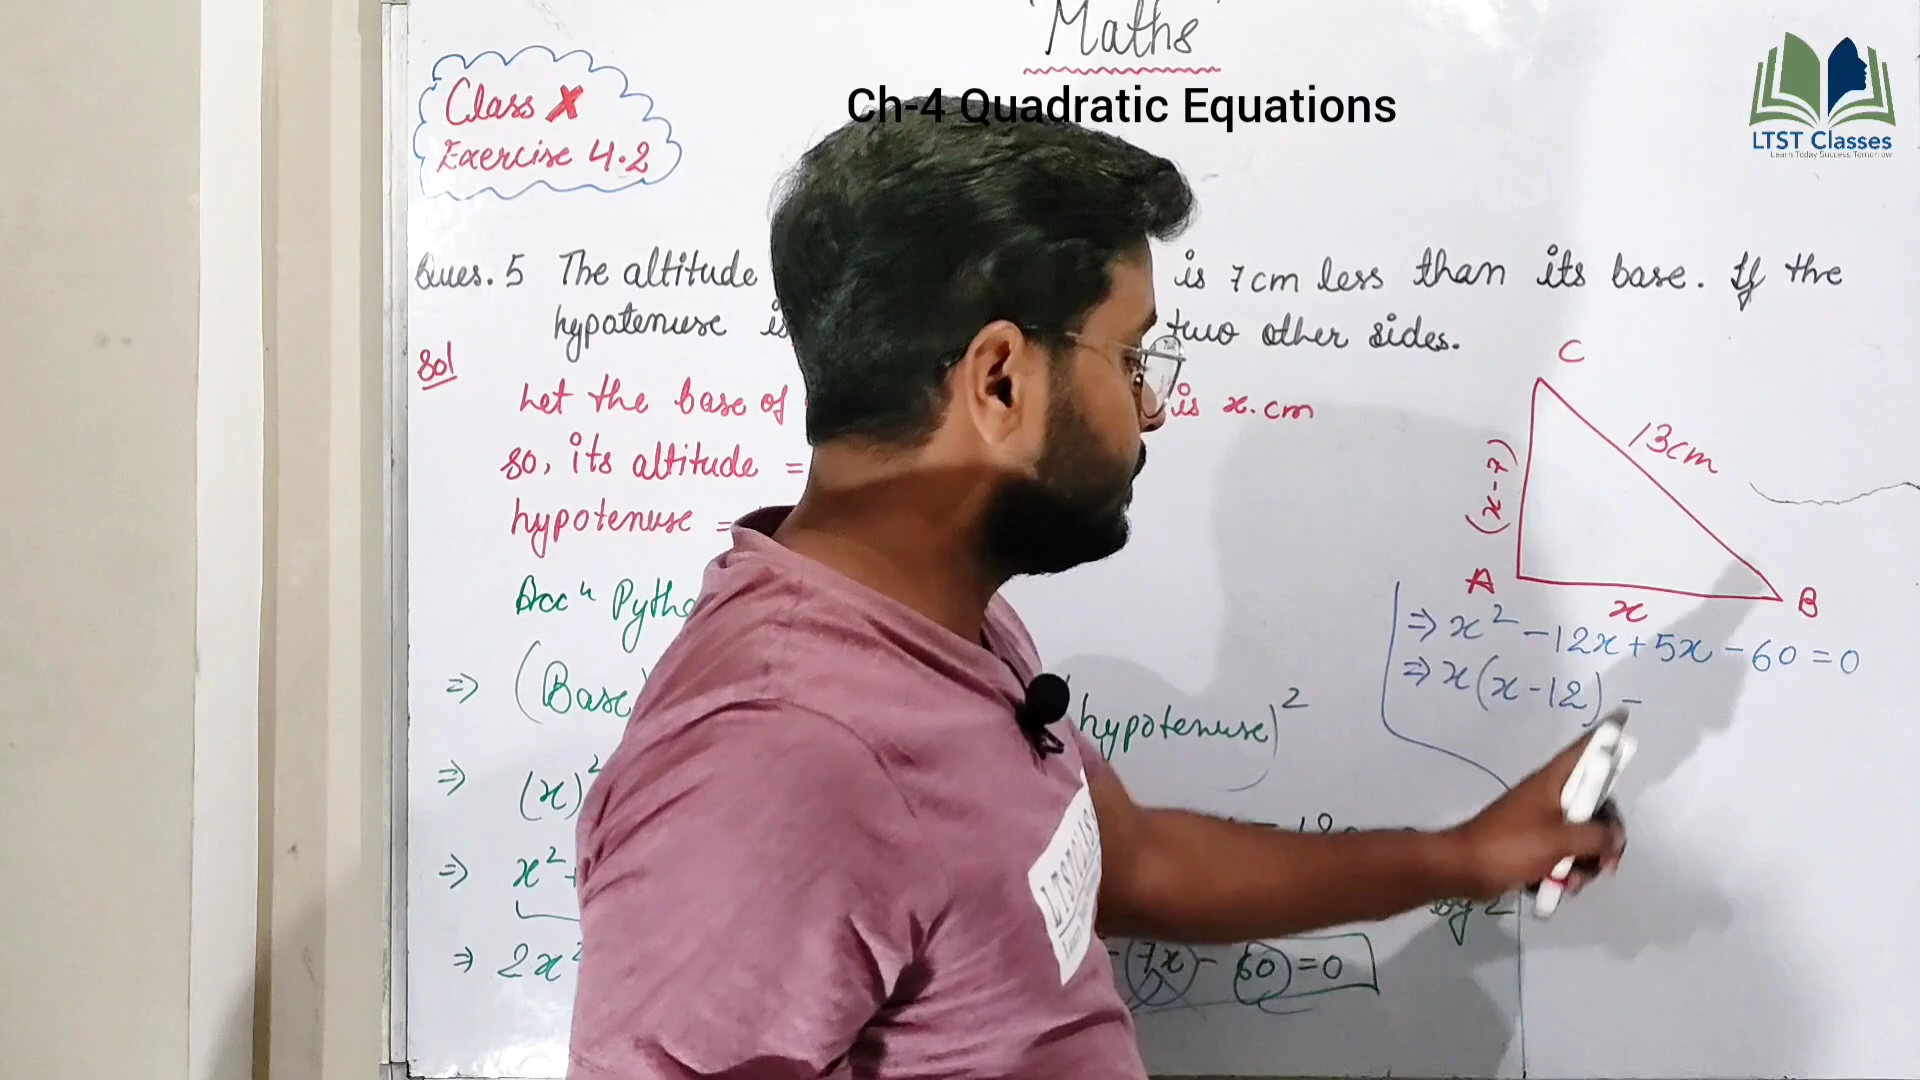 Maths
Ch-4 Quadratic Equations
LTST Classes
Learn Today Success Tomorrow
Class X
Exercise 4.2
Ques. 5 The altitude is 7cm less than its base. If the
hypotenuse is two other sides.
Sol
Let the base of is x.cm
so, its altitude =
hypotenuse =
C
13cm
(x-7)
A
x
B
Acc"
⇒ (Base) hypotenuse)²
⇒ (x)²
⇒ x²+
⇒ 2x²
by 2
-7x - 60 = 0
⇒ x² - 12x + 5x - 60 = 0
⇒ x(x-12) -